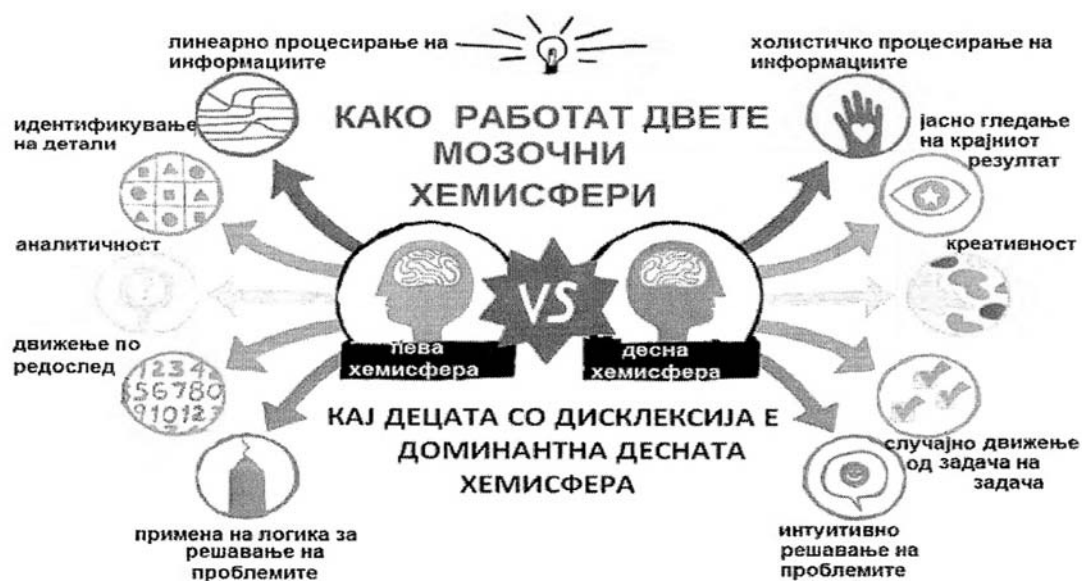 КАКО РАБОТАТ ДВЕТЕ
МОЗОЧНИ
ХЕМИСФЕРИ
линеарно процесирање на
информациите
идентификување
на детали
аналитичност
движење по
редослед
1234
56780
910123
примена на логика за
решавање на
проблемите
лева
хемисфера
VS
десна
хемисфера
холистичко процесирање на
информациите
јасно гледање
на крајниот
резултат
креативност
случајно движење
од задача на
задача
интуитивно
решавање на
проблемите
КАЈ ДЕЦАТА СО ДИСКЛЕКСИЈА Е
ДОМИНАНТНА ДЕСНАТА
ХЕМИСФЕРА